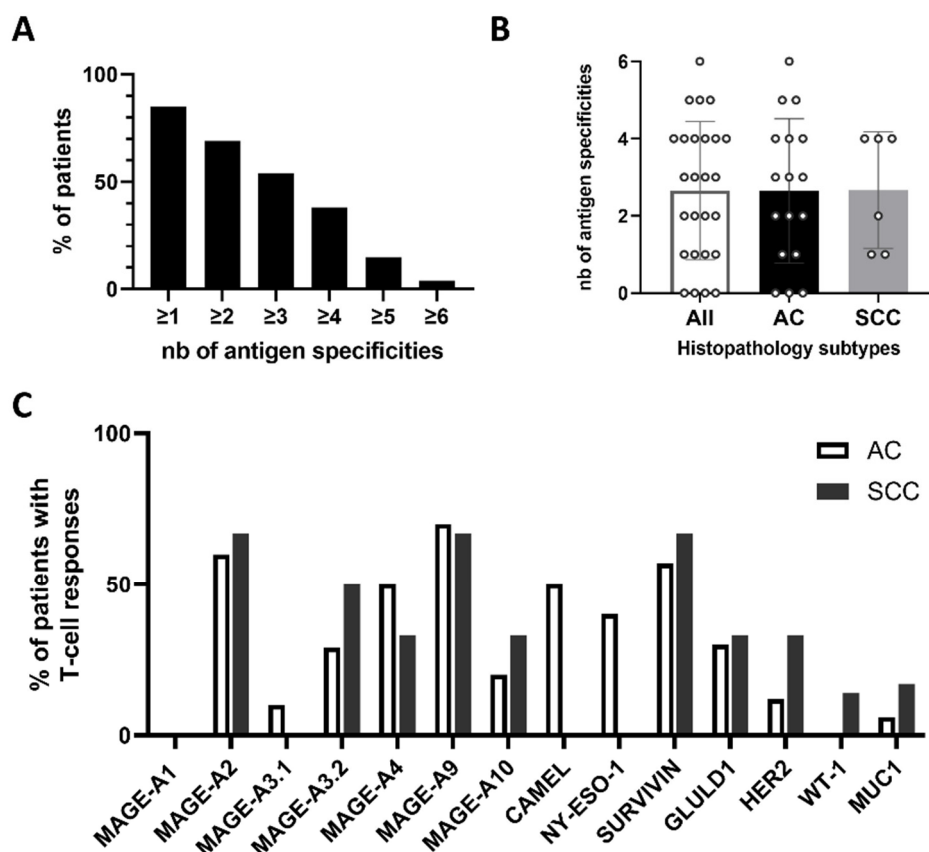 A
100
50
0
% of patients
≥1 ≥2 ≥3 ≥4 ≥5 ≥6
nb of antigen specificities
B
6
4
2
0
nb of antigen specificities
All AC SCC
Histopathology subtypes
C
100
50
0
% of patients with
T-cell responses
AC
SCC
MAGE-A1
MAGE-A2
MAGE-A3.1
MAGE-A3.2
MAGE-A4
MAGE-A9
MAGE-A10
CAMEL
NY-ESO-1
SURVIVIN
GLULD1
HER2
WT-1
MUC1